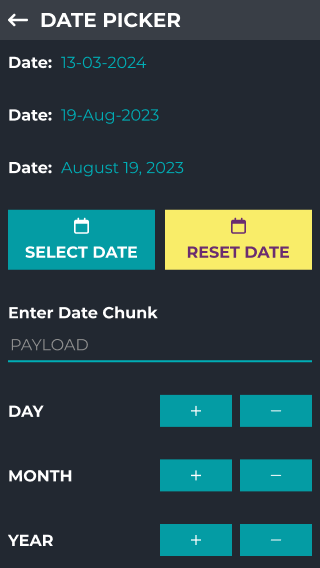 DATE PICKER
Date: 13-03-2024
Date: 19-Aug-2023
Date: August 19, 2023
SELECT DATE
RESET DATE
Enter Date Chunk
PAYLOAD
DAY + −
MONTH + −
YEAR + −